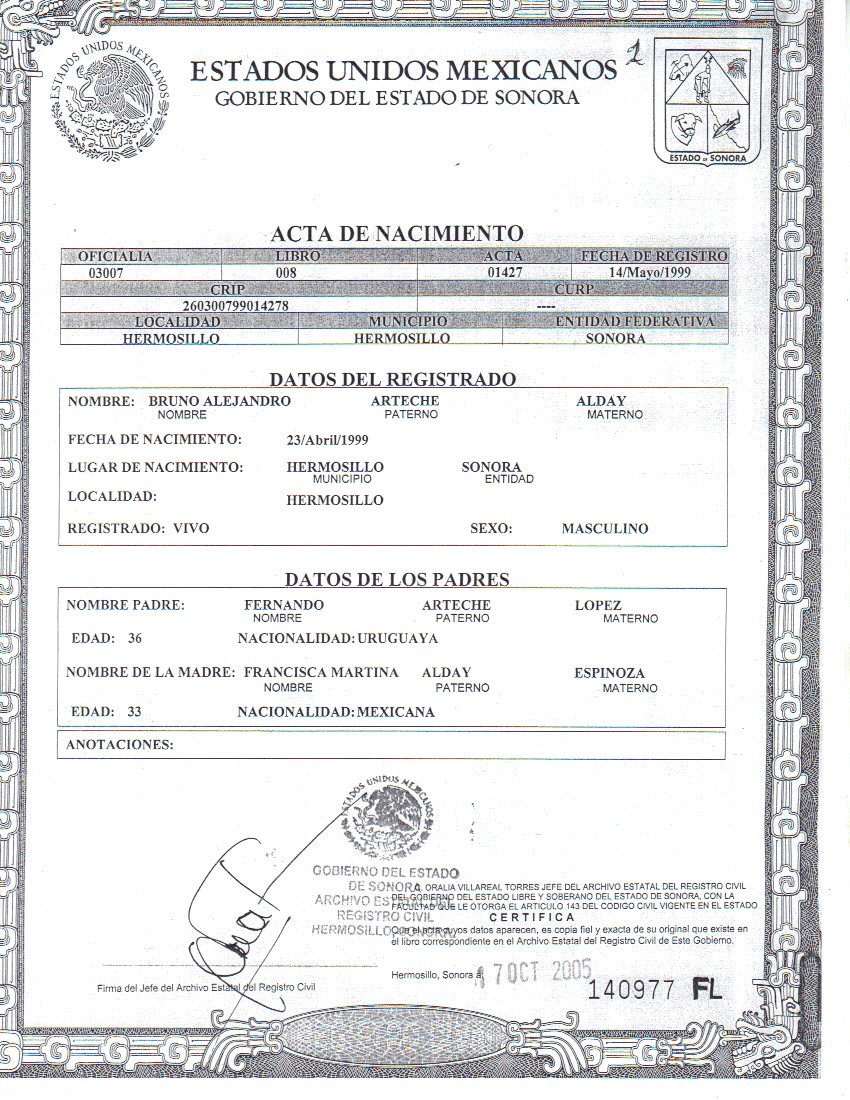 ESTADOS UNIDOS MEXICANOS
ESTADOS UNIDOS MEXICANOS 1
GOBIERNO DEL ESTADO DE SONORA
ESTADO DE SONORA
ACTA DE NACIMIENTO
OFICIALIA LIBRO ACTA FECHA DE REGISTRO
03007 008 01427 14/Mayo/1999
CRIP CURP
260300799014278 ----
LOCALIDAD MUNICIPIO ENTIDAD FEDERATIVA
HERMOSILLO HERMOSILLO SONORA
DATOS DEL REGISTRADO
NOMBRE: BRUNO ALEJANDRO ARTECHE ALDAY
NOMBRE PATERNO MATERNO
FECHA DE NACIMIENTO: 23/Abril/1999
LUGAR DE NACIMIENTO: HERMOSILLO SONORA
MUNICIPIO ENTIDAD
LOCALIDAD: HERMOSILLO
REGISTRADO: VIVO SEXO: MASCULINO
DATOS DE LOS PADRES
NOMBRE PADRE: FERNANDO ARTECHE LOPEZ
NOMBRE PATERNO MATERNO
EDAD: 36 NACIONALIDAD: URUGUAYA
NOMBRE DE LA MADRE: FRANCISCA MARTINA ALDAY ESPINOZA
NOMBRE PATERNO MATERNO
EDAD: 33 NACIONALIDAD: MEXICANA
ANOTACIONES:
ESTADOS UNIDOS MEXICANOS
GOBIERNO DEL ESTADO
DE SONORA
ARCHIVO ESTATAL DEL
REGISTRO CIVIL
HERMOSILLO, SONORA
ORALIA VILLAREAL TORRES JEFE DEL ARCHIVO ESTATAL DEL REGISTRO CIVIL
DEL GOBIERNO DEL ESTADO LIBRE Y SOBERANO DEL ESTADO DE SONORA, CON LA
FACULTAD QUE LE OTORGA EL ARTICULO 143 DEL CODIGO CIVIL VIGENTE EN EL ESTADO
CERTIFICA
Que el acta cuyos datos aparecen, es copia fiel y exacta de su original que existe en
el libro correspondiente en el Archivo Estatal del Registro Civil de Este Gobierno.
Hermosillo, Sonora a, 17 OCT 2005
140977 FL
Firma del Jefe del Archivo Estatal del Registro Civil